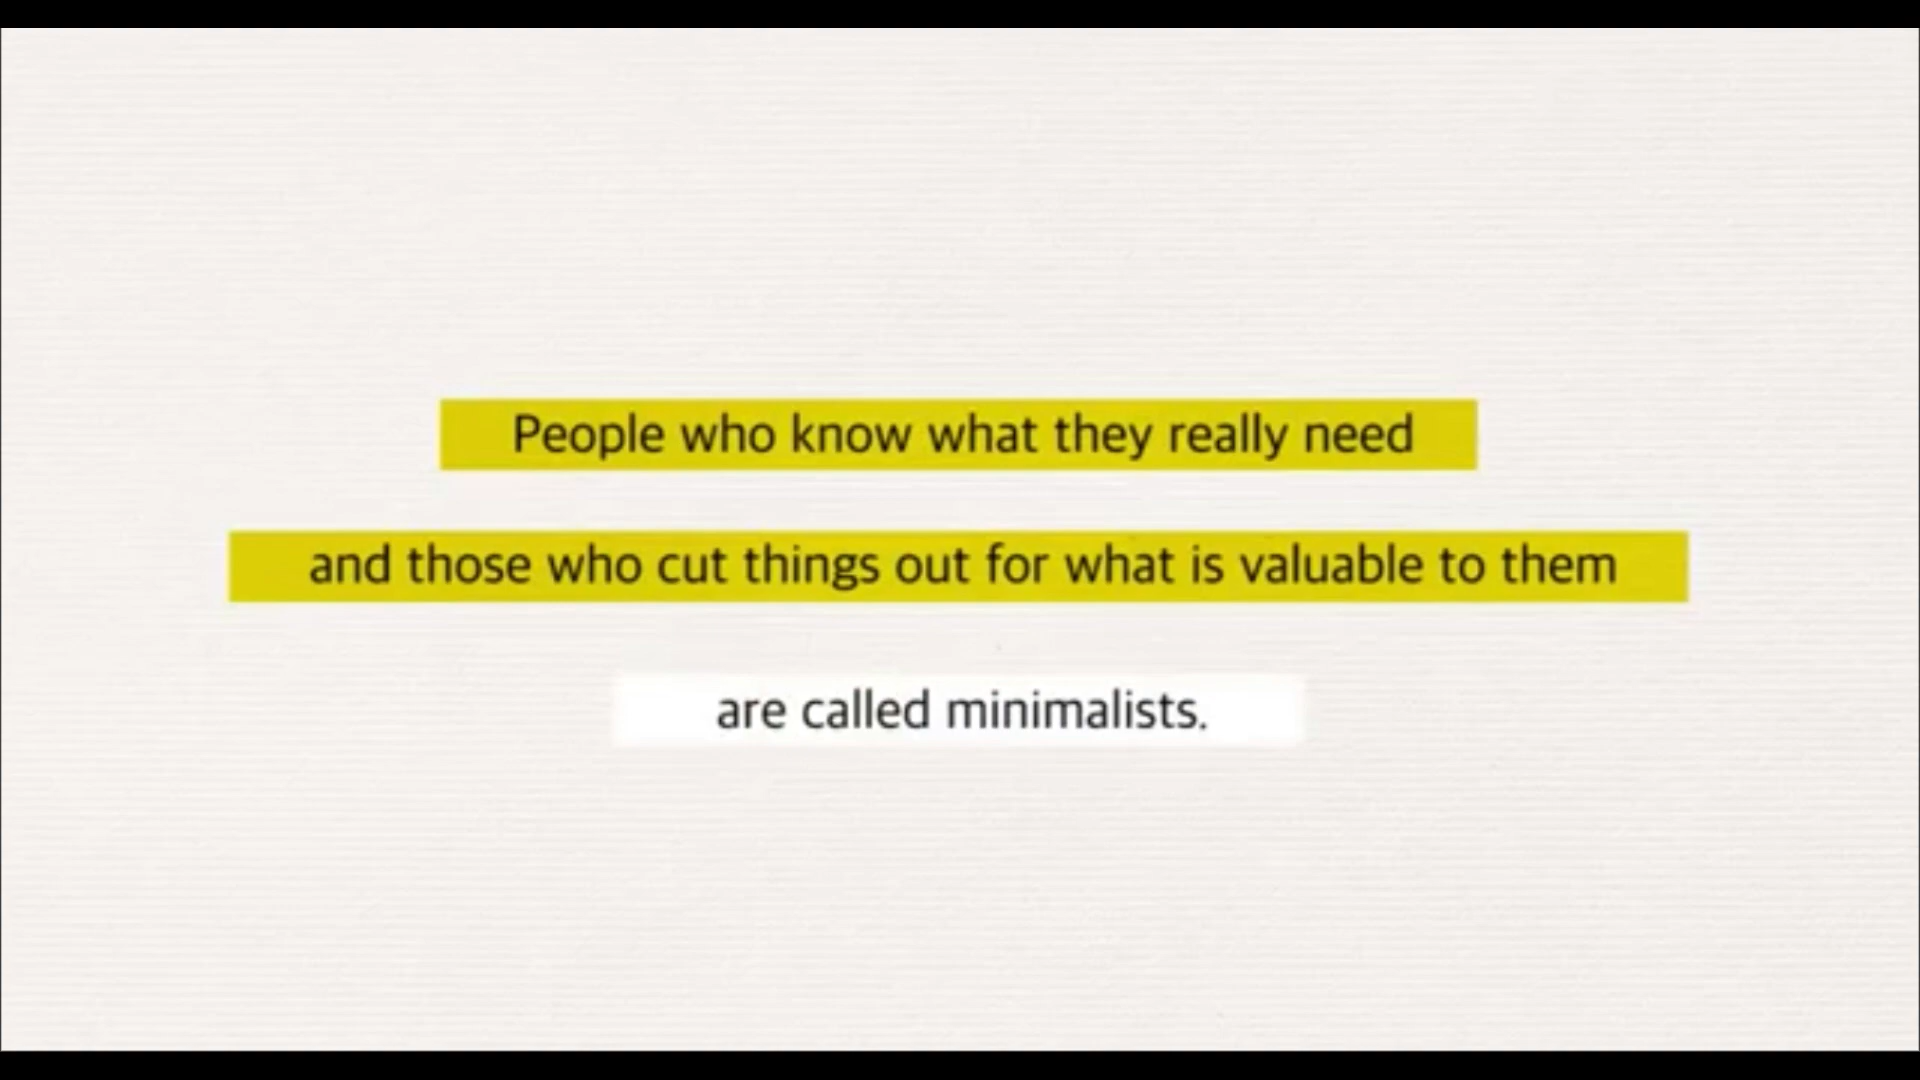 People who know what they really need
and those who cut things out for what is valuable to them
are called minimalists.